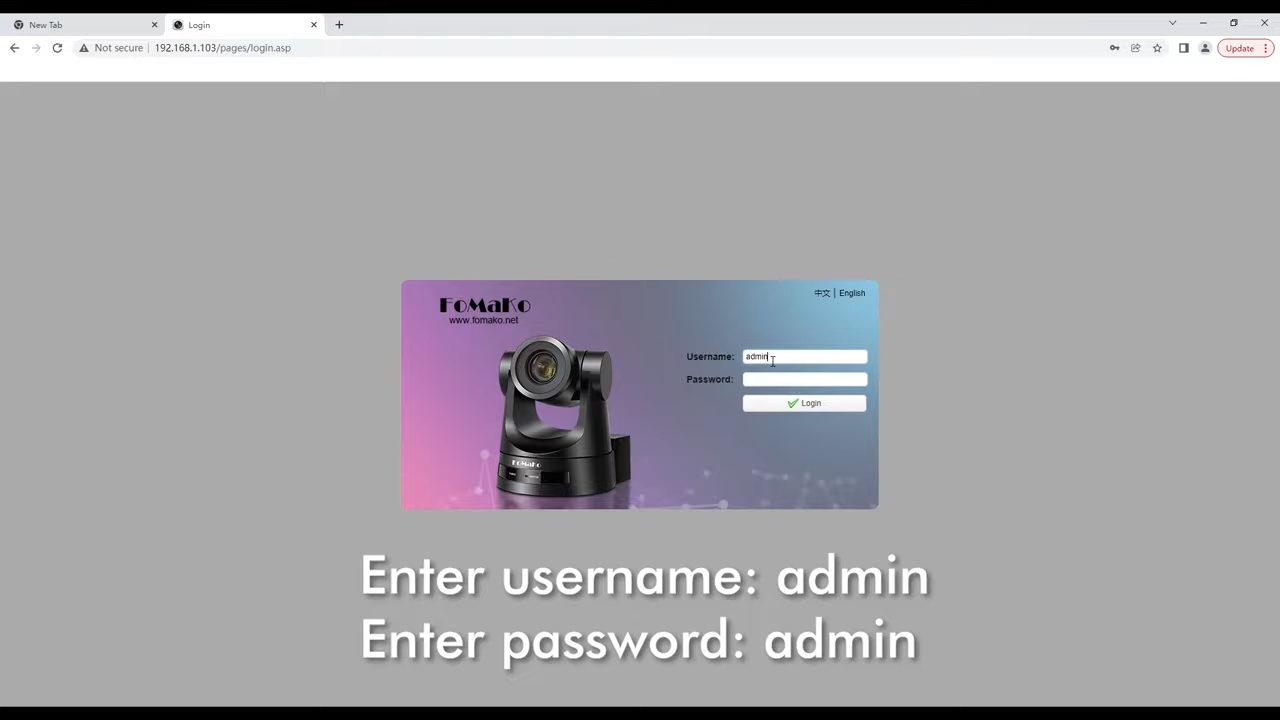 New Tab
Login
Not secure
192.168.1.103/pages/login.asp
Update
中文 | English
FoMaKo
www.fomako.net
Username:
admin
Password:
Login
FoMaKo
Enter username: admin
Enter password: admin